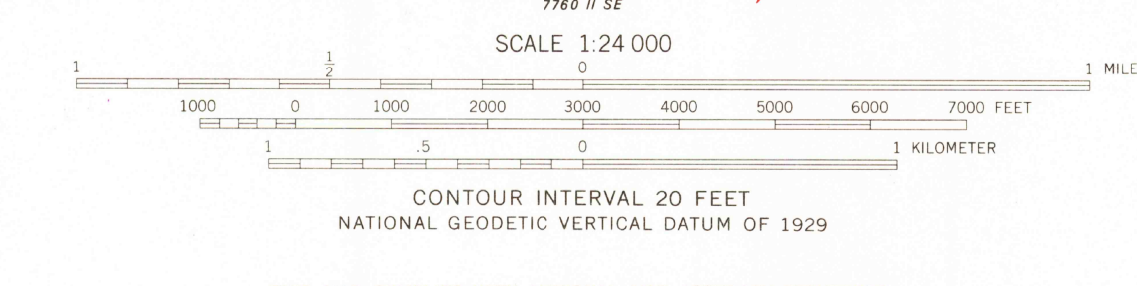 7760 II SE
SCALE 1:24 000
1 1/2 0 1 MILE
1000 0 1000 2000 3000 4000 5000 6000 7000 FEET
1 .5 0 1 KILOMETER
CONTOUR INTERVAL 20 FEET
NATIONAL GEODETIC VERTICAL DATUM OF 1929